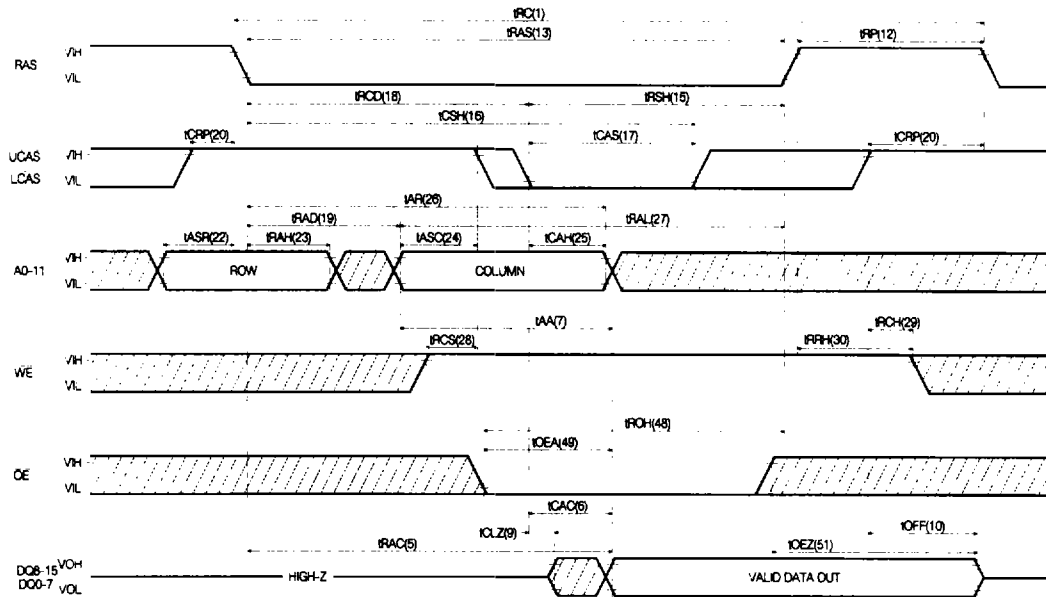 tRC(1)
tRAS(13)
tRP(12)
RAS VIH
VIL
tRCD(18)
tRSH(15)
tCSH(16)
tCRP(20)
tCAS(17)
tCRP(20)
UCAS VIH
LCAS VIL
tAR(26)
tRAD(19)
tRAL(27)
tASR(22)
tRAH(23)
tASC(24)
tCAH(25)
A0-11 VIH
VIL
ROW
COLUMN
tAA(7)
tRCH(29)
tRCS(28)
tRRH(30)
WE VIH
VIL
tROH(48)
tOEA(49)
OE VIH
VIL
tCAC(6)
tCLZ(9)
tOFF(10)
tRAC(5)
tOEZ(51)
DQ8-15 VOH
DQ0-7 VOL
HIGH-Z
VALID DATA OUT